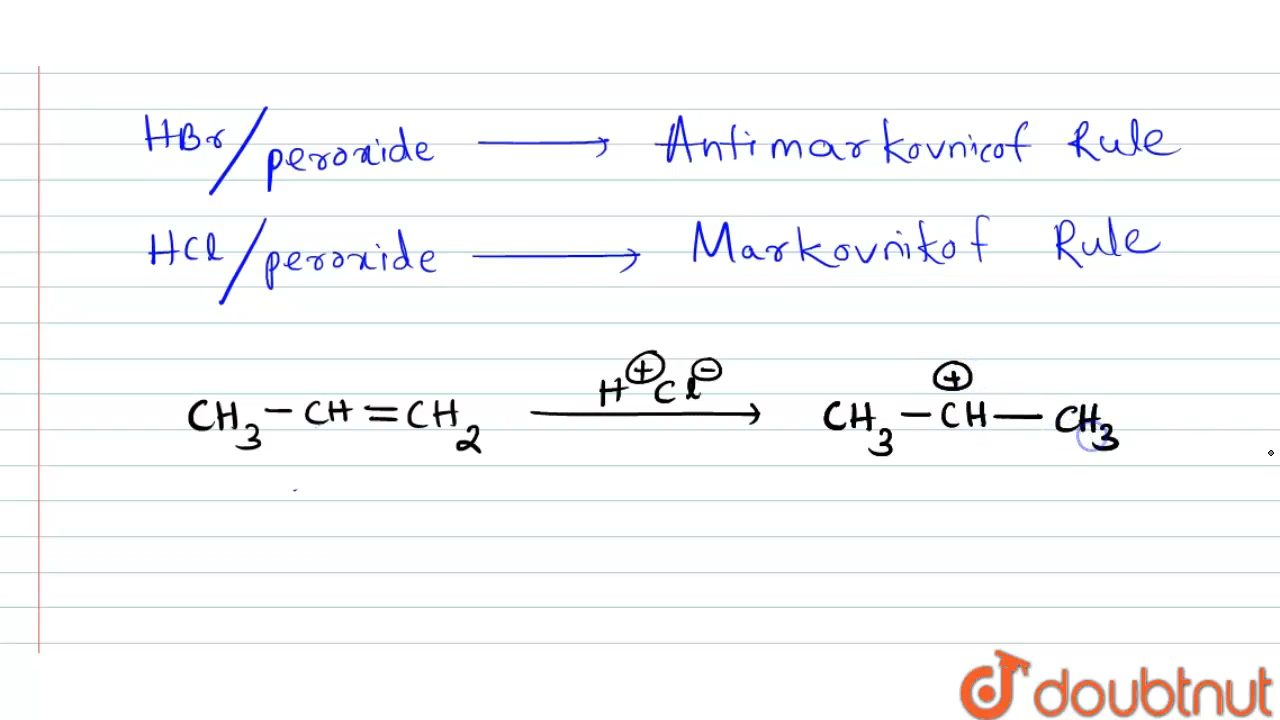 HBr/peroxide ⟶ Antimarkovnicof Rule
HCl/peroxide ⟶ Markovnikof Rule
CH₃–CH=CH₂ ⟶ H⊕Cl⊖ CH₃–CH⊕–CH₃
doubtnut